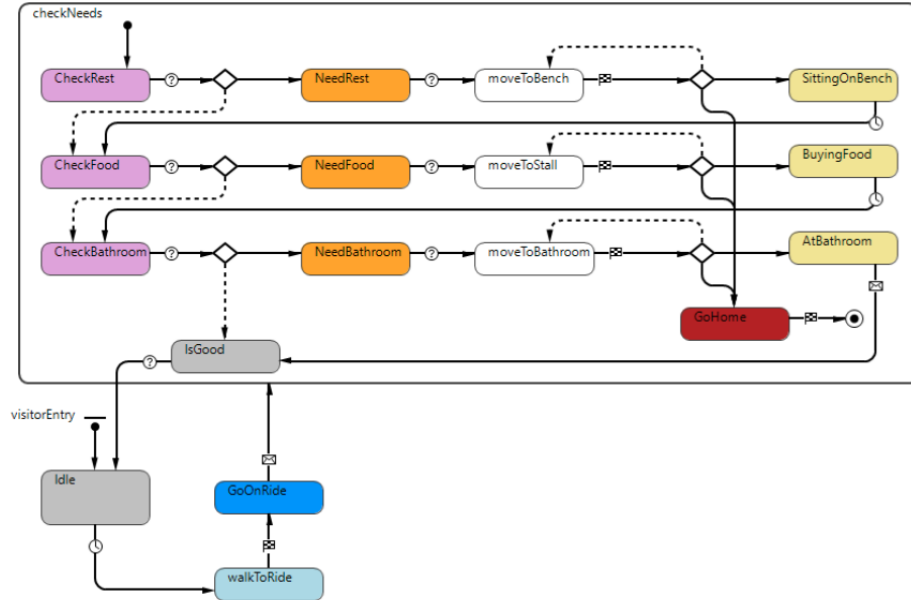 checkNeeds
CheckRest
NeedRest
moveToBench
SittingOnBench
CheckFood
NeedFood
moveToStall
BuyingFood
CheckBathroom
NeedBathroom
moveToBathroom
AtBathroom
GoHome
IsGood
visitorEntry
Idle
GoOnRide
walkToRide